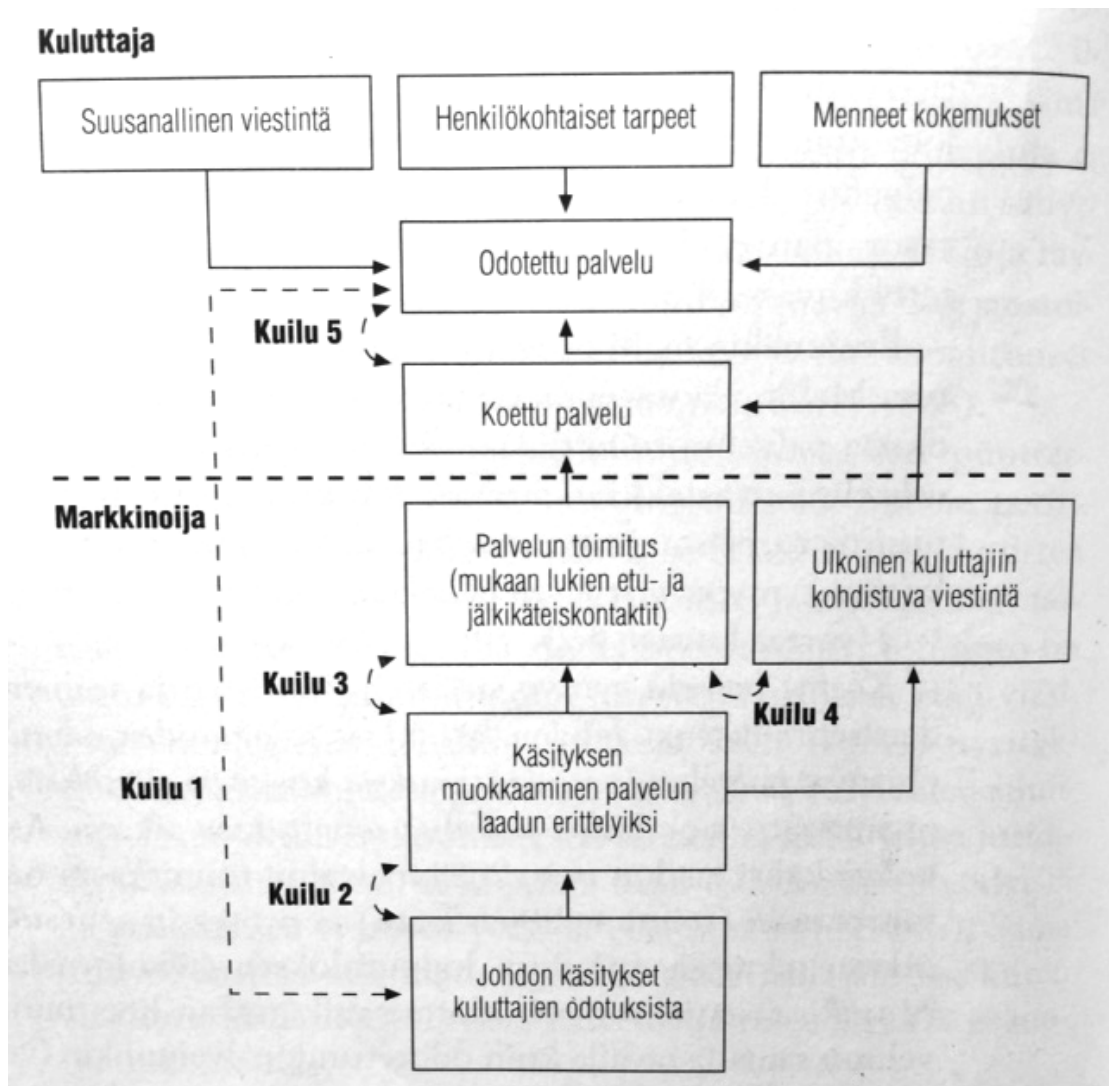 Kuluttaja
Suusanallinen viestintä
Henkilökohtaiset tarpeet
Menneet kokemukset
Odotettu palvelu
Kuilu 5
Koettu palvelu
Markkinoija
Palvelun toimitus
(mukaan lukien etu- ja
jälkikäteiskontaktit)
Ulkoinen kuluttajiin
kohdistuva viestintä
Kuilu 3
Kuilu 4
Kuilu 1
Käsityksen
muokkaaminen palvelun
laadun erittelyiksi
Kuilu 2
Johdon käsitykset
kuluttajien odotuksista